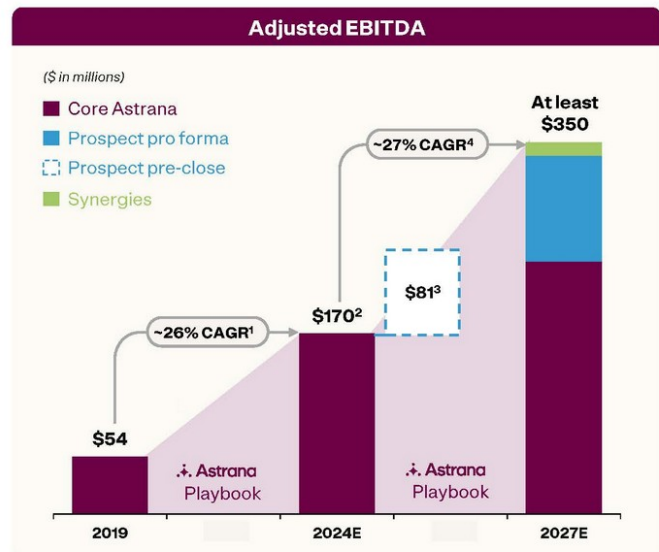 Adjusted EBITDA
($ in millions)
Core Astrana
Prospect pro forma
Prospect pre-close
Synergies
At least
$350
~27% CAGR⁴
$81³
$170²
~26% CAGR¹
$54
Astrana
Playbook
Astrana
Playbook
2019
2024E
2027E